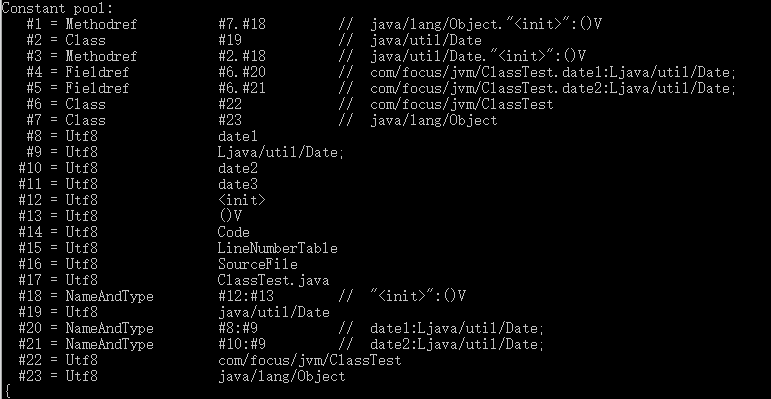 Constant pool:
#1 = Methodref #7.#18 // java/lang/Object."<init>":()V
#2 = Class #19 // java/util/Date
#3 = Methodref #2.#18 // java/util/Date."<init>":()V
#4 = Fieldref #6.#20 // com/focus/jvm/ClassTest.date1:Ljava/util/Date;
#5 = Fieldref #6.#21 // com/focus/jvm/ClassTest.date2:Ljava/util/Date;
#6 = Class #22 // com/focus/jvm/ClassTest
#7 = Class #23 // java/lang/Object
#8 = Utf8 date1
#9 = Utf8 Ljava/util/Date;
#10 = Utf8 date2
#11 = Utf8 date3
#12 = Utf8 <init>
#13 = Utf8 ()V
#14 = Utf8 Code
#15 = Utf8 LineNumberTable
#16 = Utf8 SourceFile
#17 = Utf8 ClassTest.java
#18 = NameAndType #12:#13 // "<init>":()V
#19 = Utf8 java/util/Date
#20 = NameAndType #8:#9 // date1:Ljava/util/Date;
#21 = NameAndType #10:#9 // date2:Ljava/util/Date;
#22 = Utf8 com/focus/jvm/ClassTest
#23 = Utf8 java/lang/Object
{